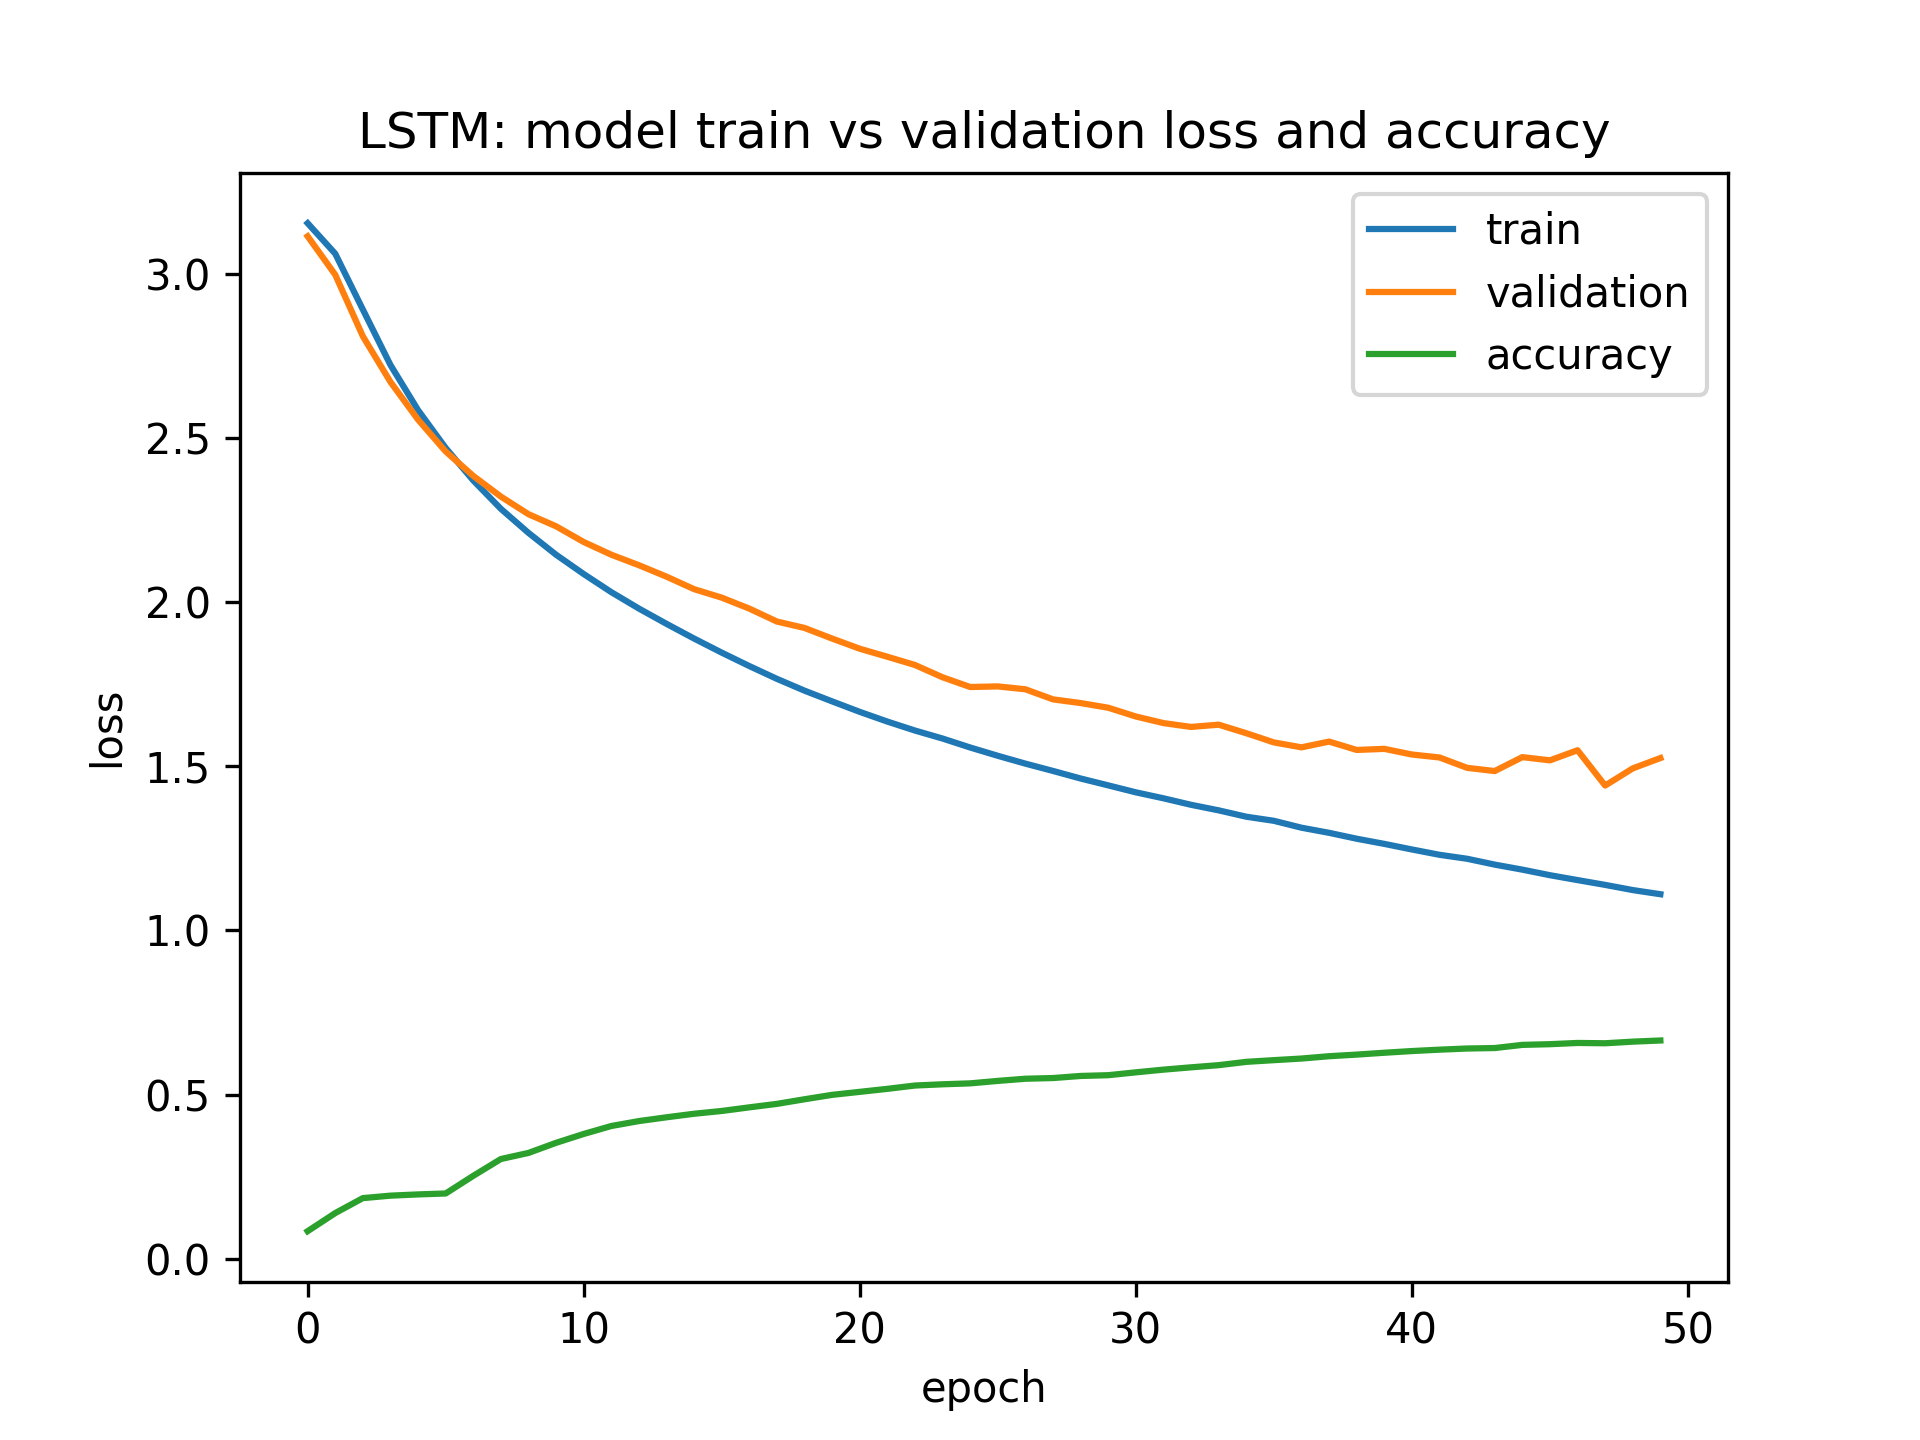 LSTM: model train vs validation loss and accuracy
train
validation
accuracy
3.0
2.5
2.0
1.5
1.0
0.5
0.0
loss
0 10 20 30 40 50
epoch